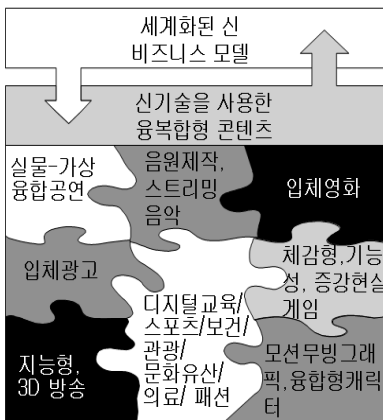 세계화된 신
비즈니스 모델
신기술을 사용한
융복합형 콘텐츠
실물-가상
융합공연
음원제작,
스트리밍
음악
입체영화
입체광고
체감형,기능
성, 증강현실
게임
디지털교육/
스포츠/보건/
관광/
문화유산/
의료/ 패션
지능형,
3D 방송
모션무빙그래
픽,융합형캐릭
터